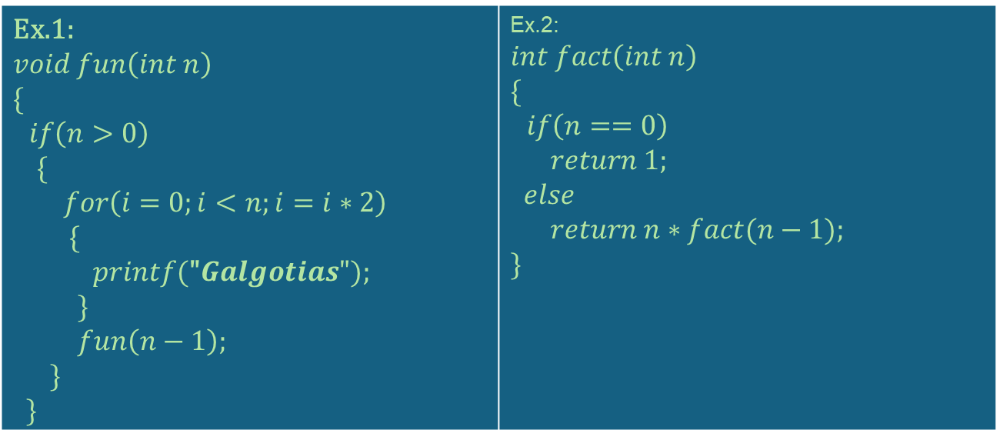 Ex.1:
void fun(int n)
{
if(n > 0)
{
for(i = 0; i < n; i = i * 2)
{
printf("Galgotias");
}
fun(n − 1);
}
}
Ex.2:
int fact(int n)
{
if(n == 0)
return 1;
else
return n * fact(n − 1);
}